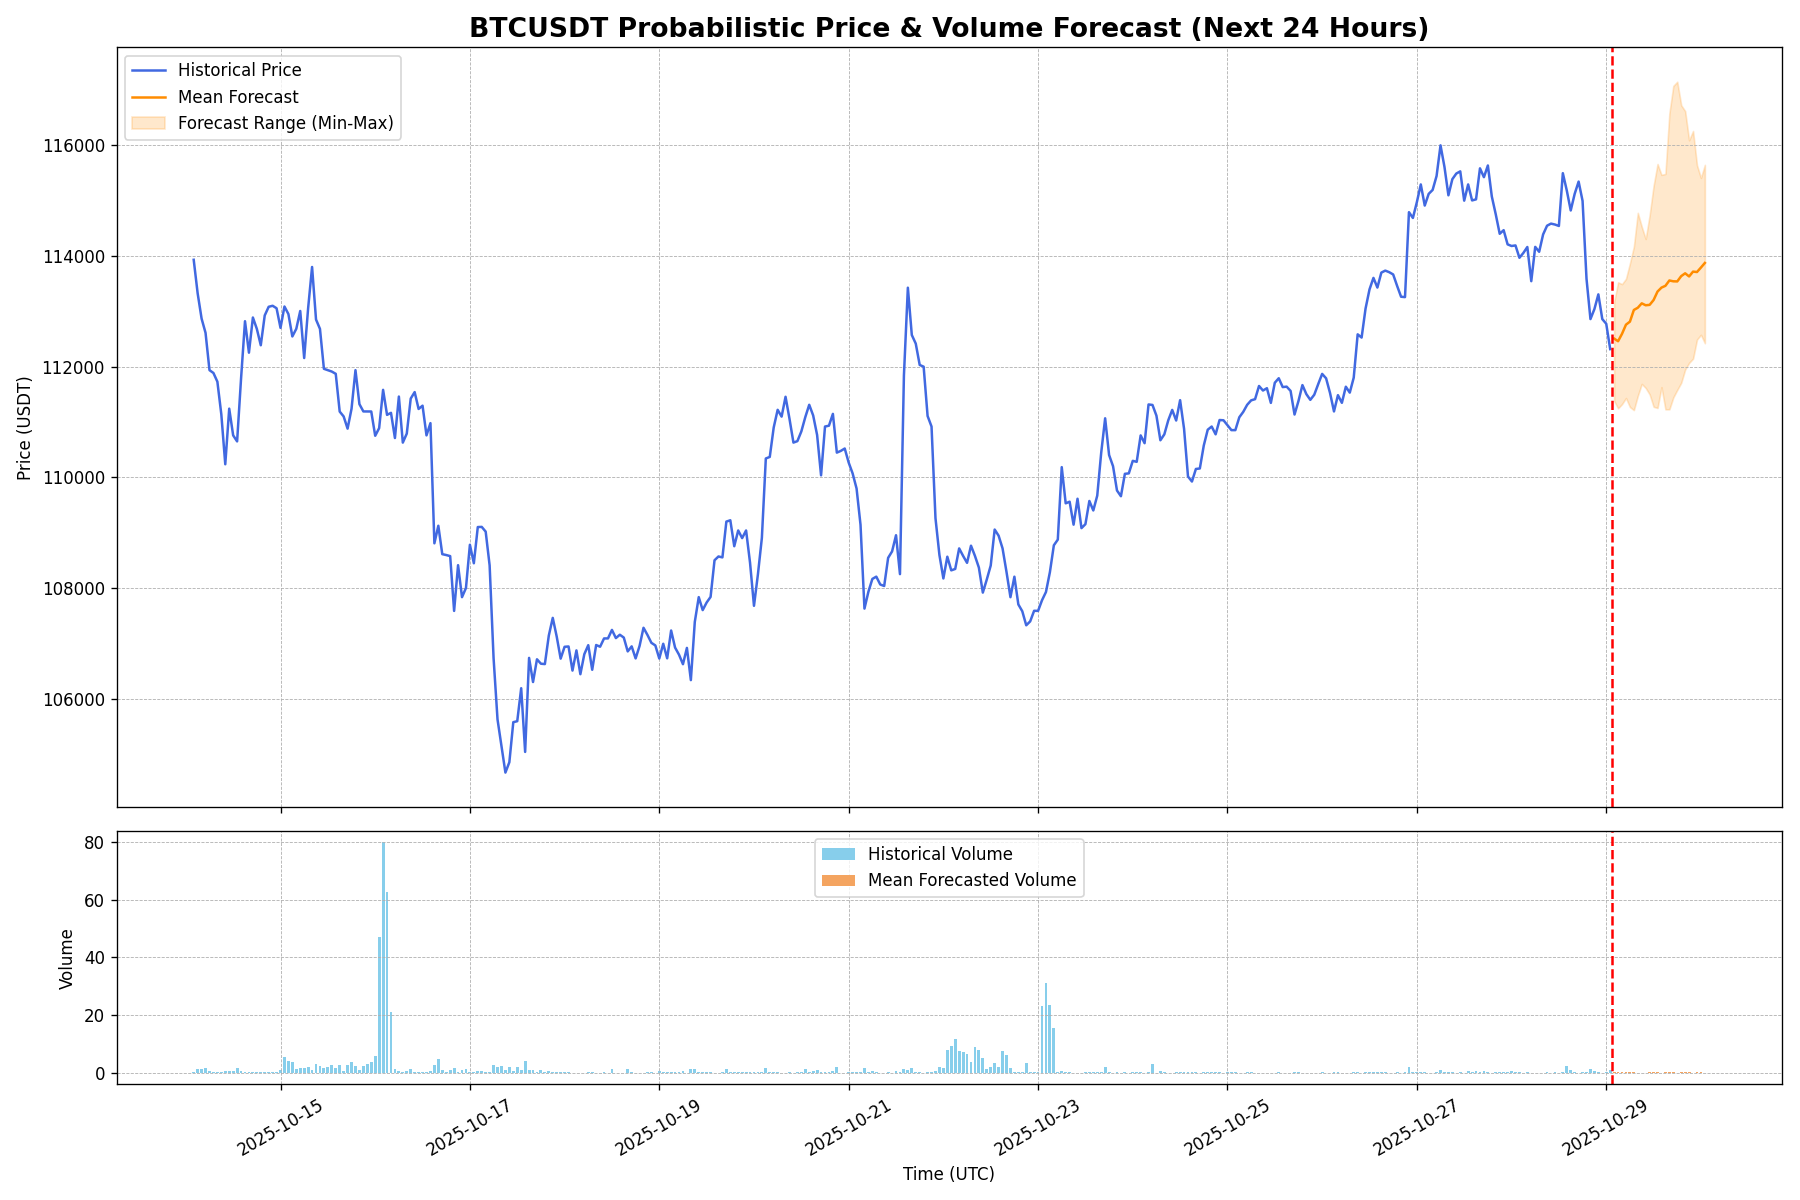 BTCUSDT Probabilistic Price & Volume Forecast (Next 24 Hours)
Historical Price
Mean Forecast
Forecast Range (Min-Max)
116000
114000
112000
110000
108000
106000
Price (USDT)
Historical Volume
Mean Forecasted Volume
80
60
40
20
0
Volume
2025-10-15
2025-10-17
2025-10-19
2025-10-21
2025-10-23
2025-10-25
2025-10-27
2025-10-29
Time (UTC)